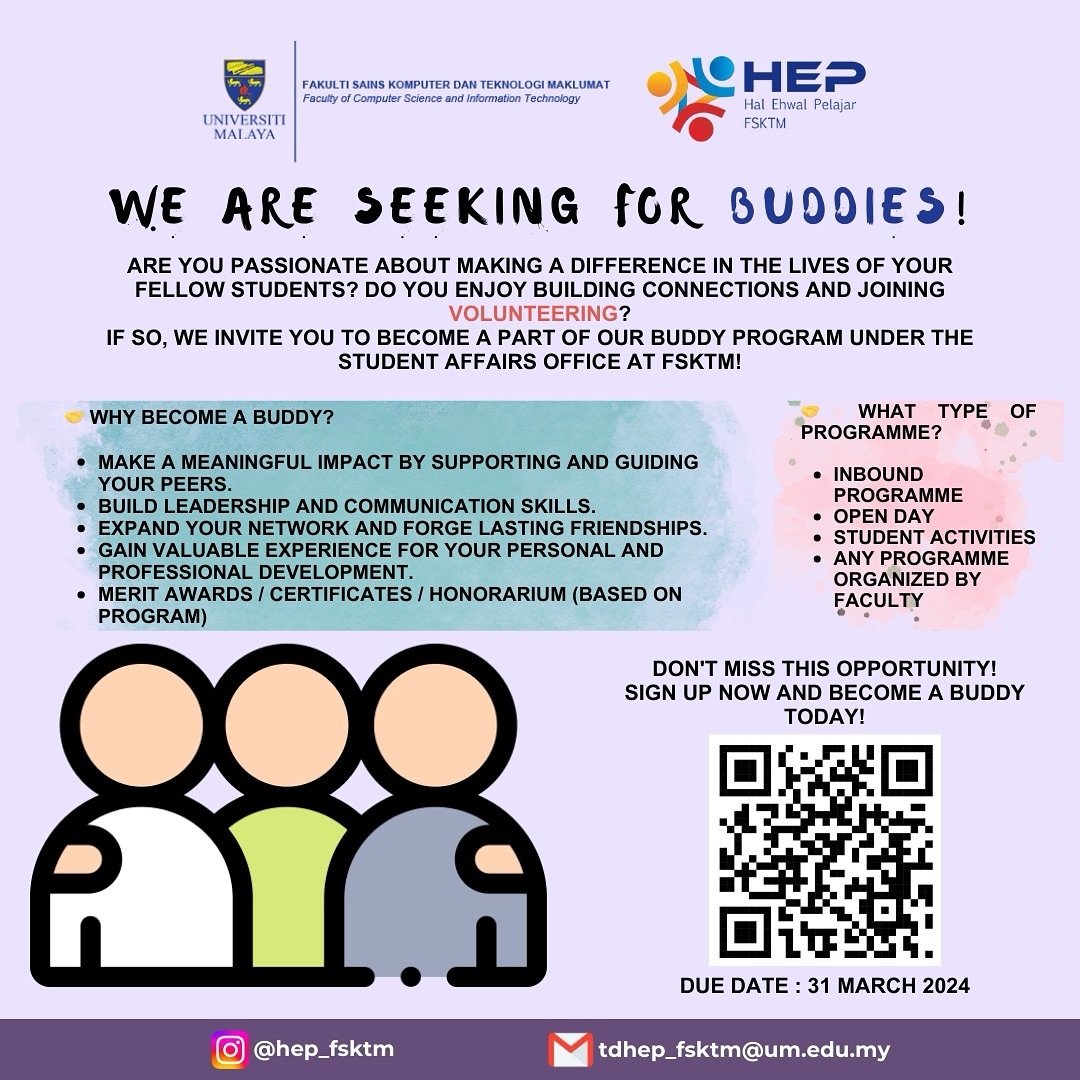 UNIVERSITI
MALAYA
FAKULTI SAINS KOMPUTER DAN TEKNOLOGI MAKLUMAT
Faculty of Computer Science and Information Technology
HEP
Hal Ehwal Pelajar
FSKTM
WE ARE SEEKING FOR BUDDIES!
ARE YOU PASSIONATE ABOUT MAKING A DIFFERENCE IN THE LIVES OF YOUR
FELLOW STUDENTS? DO YOU ENJOY BUILDING CONNECTIONS AND JOINING
VOLUNTEERING?
IF SO, WE INVITE YOU TO BECOME A PART OF OUR BUDDY PROGRAM UNDER THE
STUDENT AFFAIRS OFFICE AT FSKTM!
🤝 WHY BECOME A BUDDY?
• MAKE A MEANINGFUL IMPACT BY SUPPORTING AND GUIDING
YOUR PEERS.
• BUILD LEADERSHIP AND COMMUNICATION SKILLS.
• EXPAND YOUR NETWORK AND FORGE LASTING FRIENDSHIPS.
• GAIN VALUABLE EXPERIENCE FOR YOUR PERSONAL AND
PROFESSIONAL DEVELOPMENT.
• MERIT AWARDS / CERTIFICATES / HONORARIUM (BASED ON
PROGRAM)
🤝 WHAT TYPE OF
PROGRAMME?
• INBOUND
PROGRAMME
• OPEN DAY
• STUDENT ACTIVITIES
• ANY PROGRAMME
ORGANIZED BY
FACULTY
DON'T MISS THIS OPPORTUNITY!
SIGN UP NOW AND BECOME A BUDDY
TODAY!
DUE DATE : 31 MARCH 2024
@hep_fsktm
tdhep_fsktm@um.edu.my